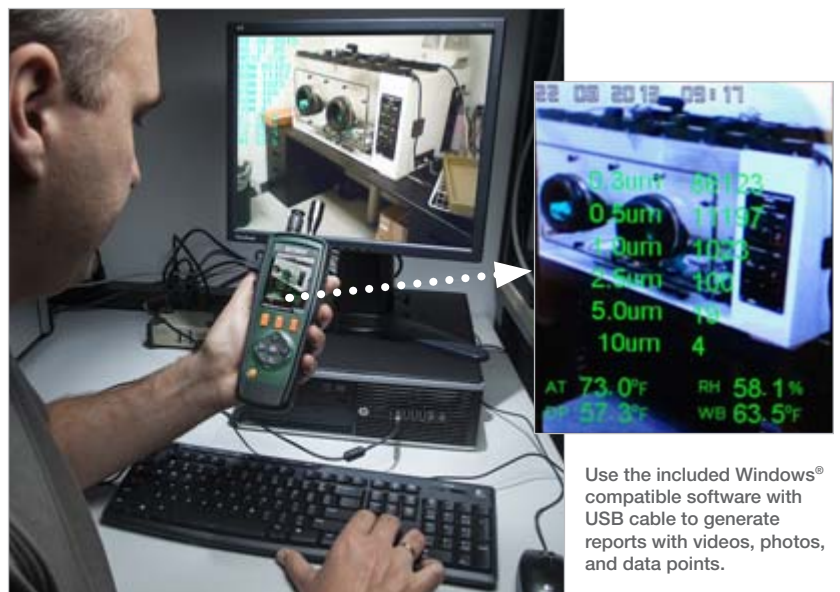 22 08 2012 09:17
0.3um 86123
0.5um 11197
1.0um 1023
2.5um 100
5.0um
10um 4
AT 73.0°F RH 58.1%
DP 57.3°F WB 63.5°F
Use the included Windows®
compatible software with
USB cable to generate
reports with videos, photos,
and data points.